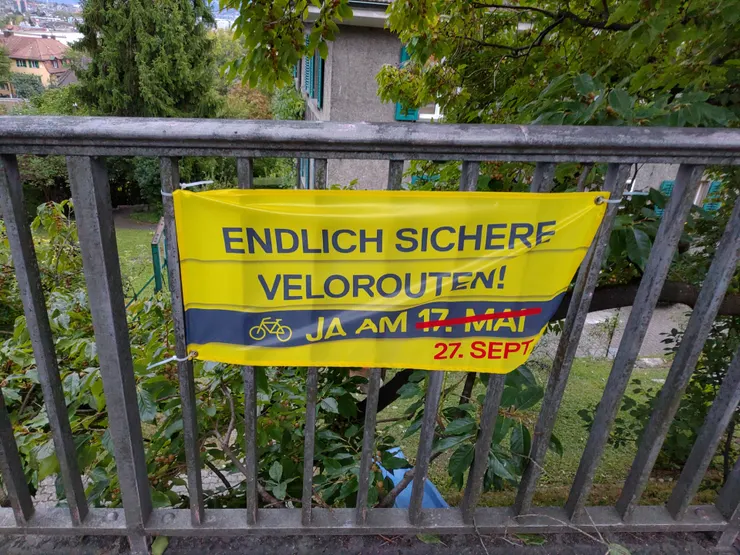 ENDLICH SICHERE
VELOROUTEN!
JA AM 17. MAI
27. SEPT.